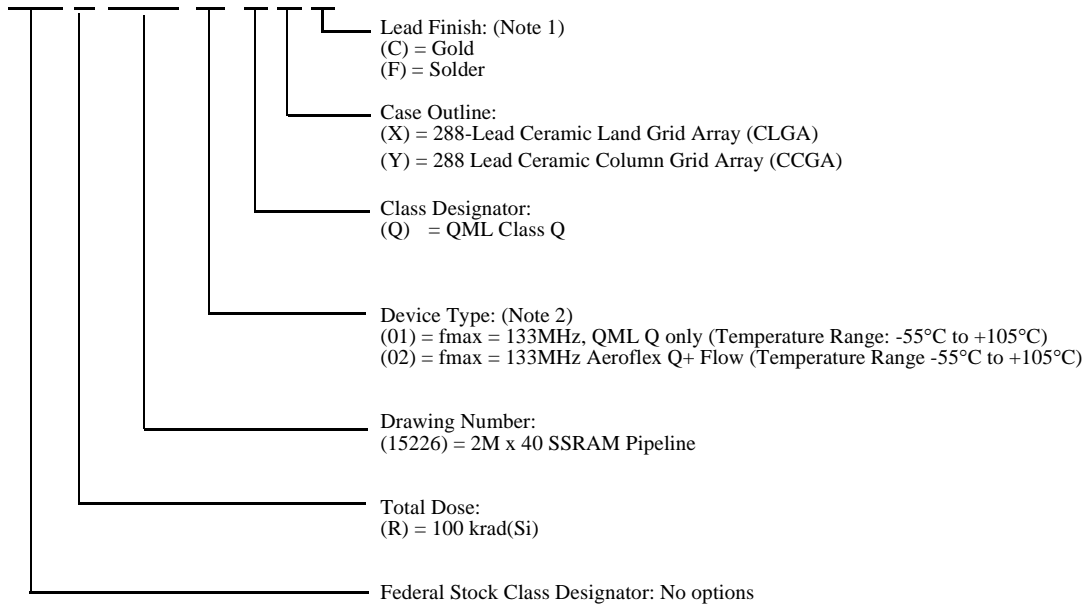 Lead Finish: (Note 1)
(C) = Gold
(F) = Solder
Case Outline:
(X) = 288-Lead Ceramic Land Grid Array (CLGA)
(Y) = 288 Lead Ceramic Column Grid Array (CCGA)
Class Designator:
(Q) = QML Class Q
Device Type: (Note 2)
(01) = fmax = 133MHz, QML Q only (Temperature Range: -55°C to +105°C)
(02) = fmax = 133MHz Aeroflex Q+ Flow (Temperature Range -55°C to +105°C)
Drawing Number:
(15226) = 2M x 40 SSRAM Pipeline
Total Dose:
(R) = 100 krad(Si)
Federal Stock Class Designator: No options